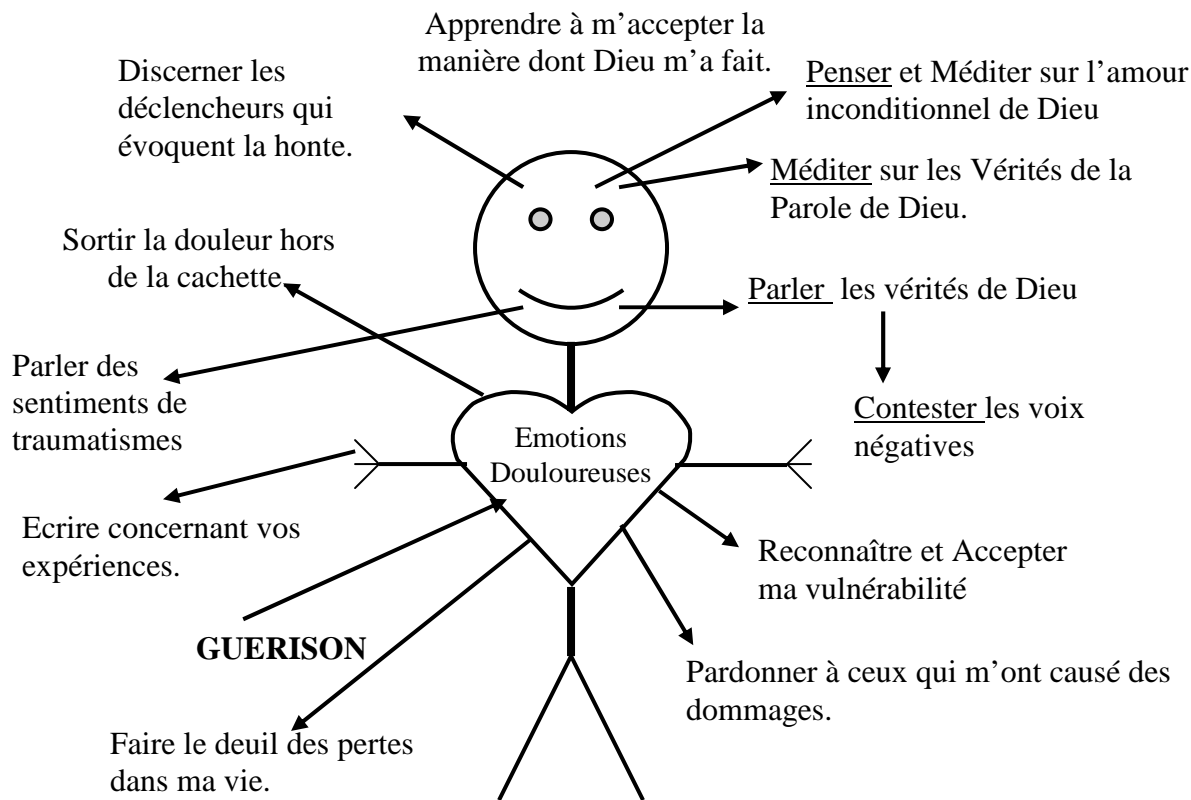 Apprendre à m’accepter la
manière dont Dieu m’a fait.
Discerner les
déclencheurs qui
évoquent la honte.
Penser et Méditer sur l’amour
inconditionnel de Dieu
Méditer sur les Vérités de la
Parole de Dieu.
Sortir la douleur hors
de la cachette
Parler les vérités de Dieu
Parler des
sentiments de
traumatismes
Contester les voix
négatives
Emotions
Douloureuses
Ecrire concernant vos
expériences.
Reconnaître et Accepter
ma vulnérabilité
GUERISON
Pardonner à ceux qui m’ont causé des
dommages.
Faire le deuil des pertes
dans ma vie.